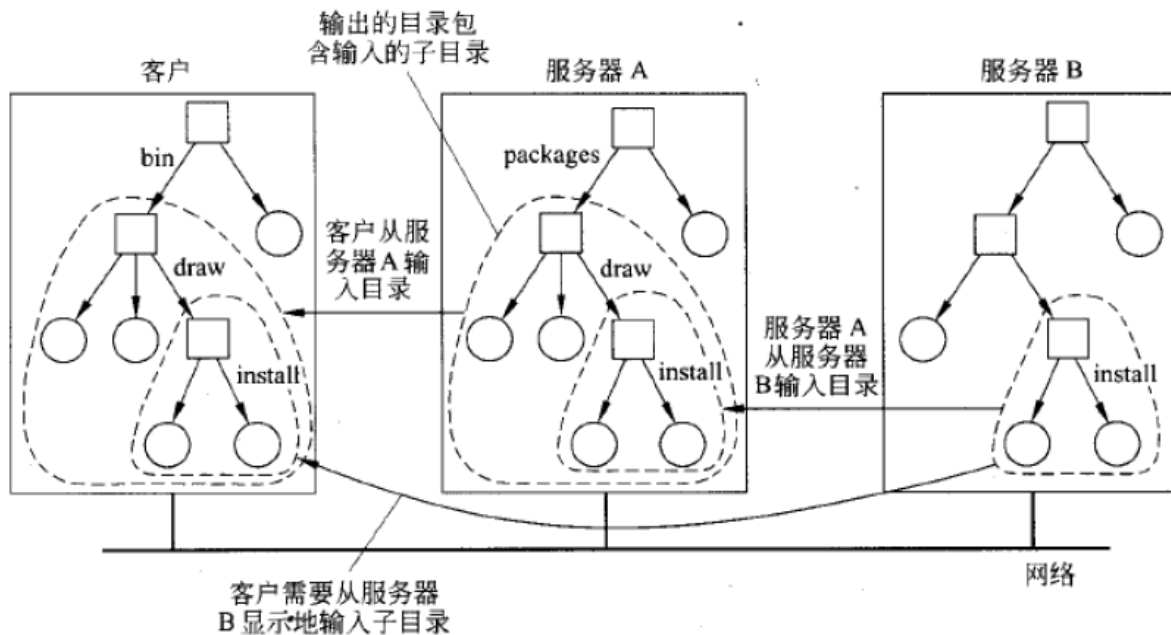 输出的目录包
含输入的子目录
客户
服务器 A
服务器 B
bin
packages
客户从服
务器A输
入目录
draw
draw
服务器 A
从服务器
B输入目录
install
install
install
网络
客户需要从服务器
B显示地输入子目录